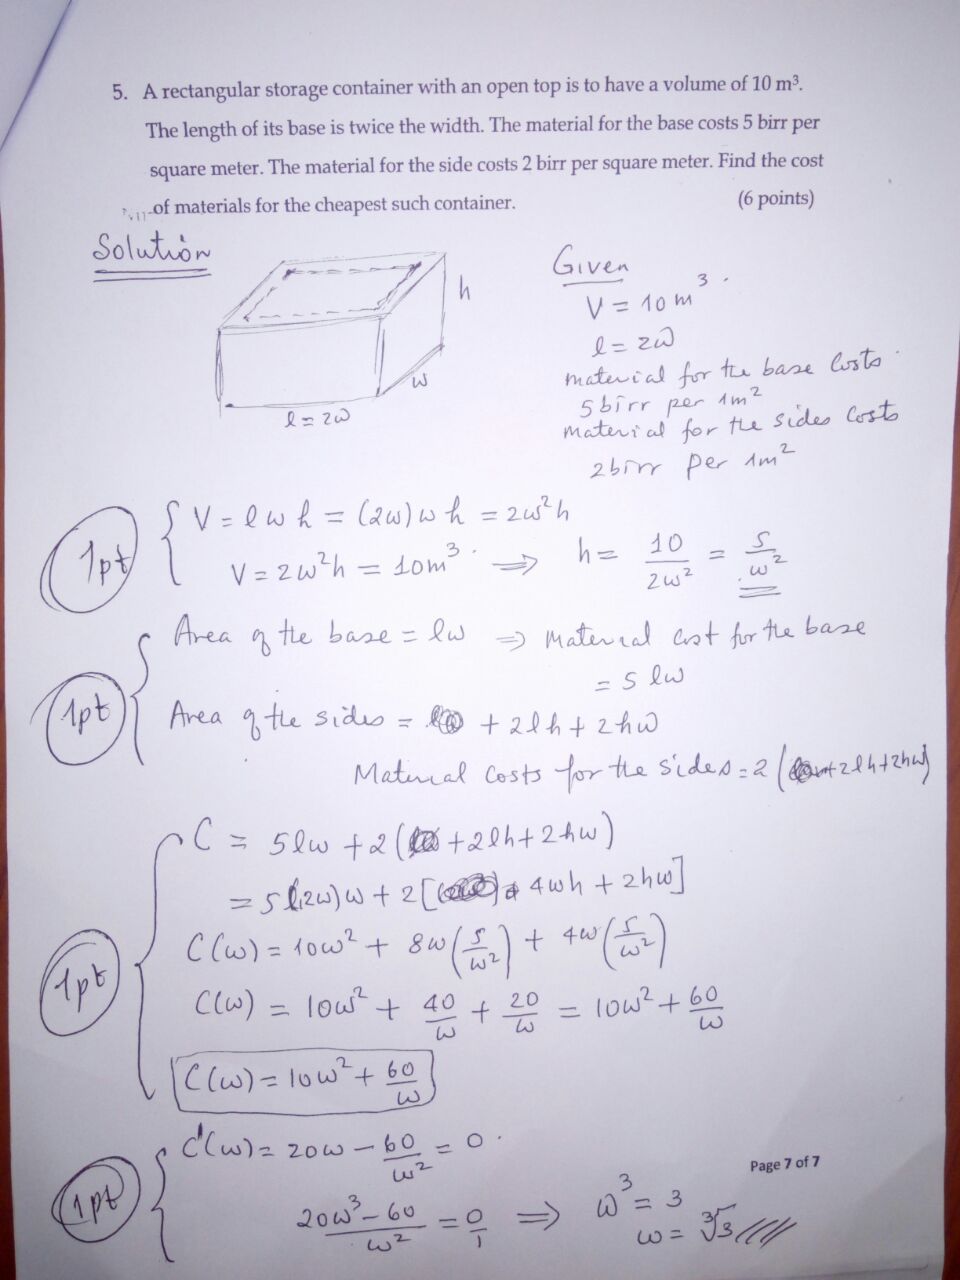 5. A rectangular storage container with an open top is to have a volume of 10 m³.
The length of its base is twice the width. The material for the base costs 5 birr per
square meter. The material for the side costs 2 birr per square meter. Find the cost
of materials for the cheapest such container. (6 points)
Solution
h
w
l = 2w
Given
V = 10 m³.
l = 2w
material for the base Costs
5 birr per 1m²
material for the sides Costs
2 birr per 1m²
1pt
V = l w h = (2w) w h = 2w²h
V = 2w²h = 10m³. ⟹ h = 10/2w² = 5/w²
1pt
Area of the base = lw ⟹ Material cost for the base
= 5 lw
Area of the sides = + 2lh + 2hw
Material Costs for the sides = 2 ( + 2lh + 2hw)
1pt
C = 5lw + 2( + 2lh + 2hw)
= 5(2w)w + 2[ 4wh + 2hw]
C(w) = 10w² + 8w(5/w²) + 4w(5/w²)
C(w) = 10w² + 40/w + 20/w = 10w² + 60/w
C(w) = 10w² + 60/w
1pt
C'(w) = 20w – 60/w² = 0.
Page 7 of 7
20w³ – 60/w² = 0/1 ⟹ w³ = 3
w = ∛3